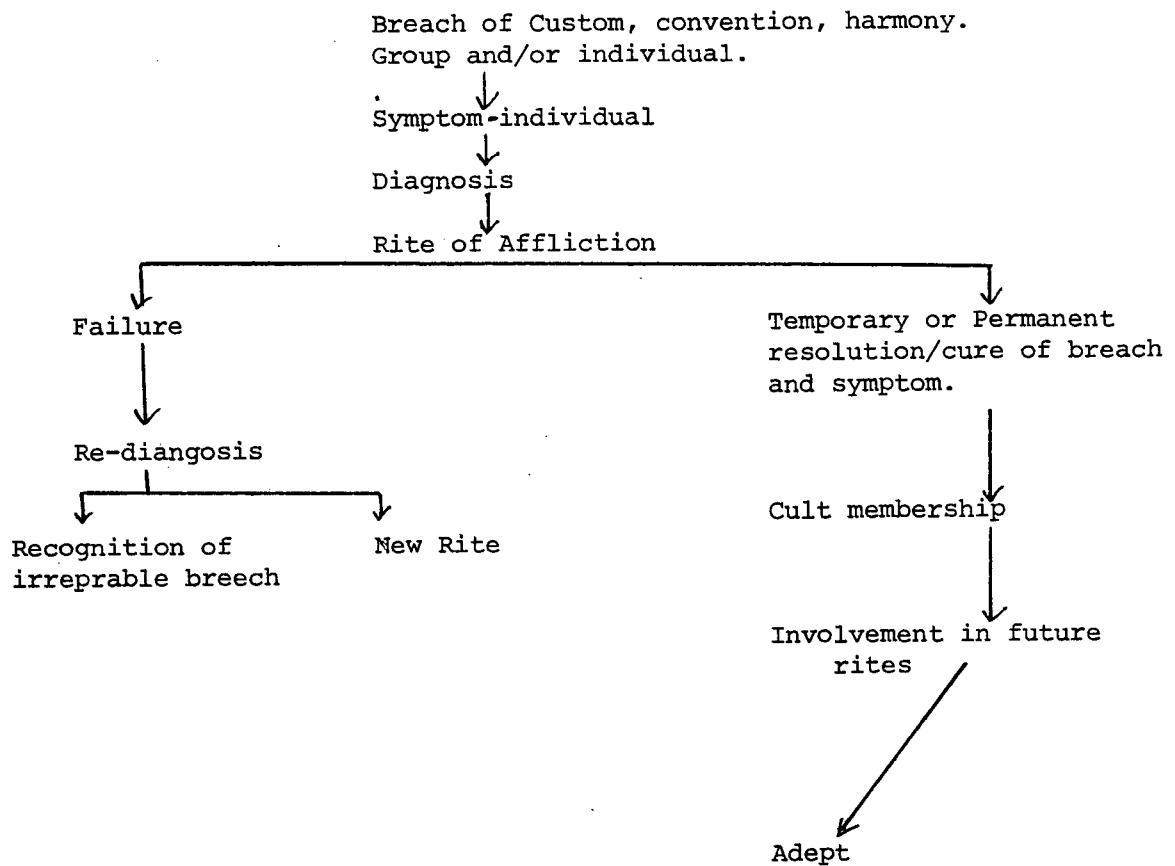 Breach of Custom, convention, harmony.
Group and/or individual.
Symptom-individual
Diagnosis
Rite of Affliction
Failure
Temporary or Permanent
resolution/cure of breach
and symptom.
Re-diangosis
Cult membership
Recognition of
irreprable breech
New Rite
Involvement in future
rites
Adept